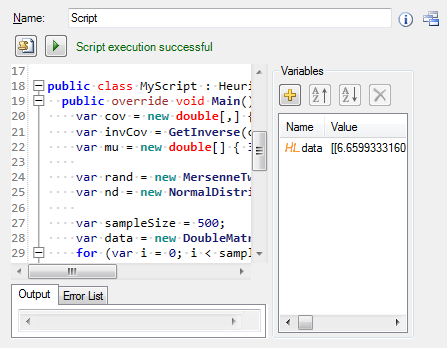 Name: Script
Script execution successful
17
18 public class MyScript : Heuri
19 public override void Main()
20 var cov = new double[,] {
21 var invCov = GetInverse(c
22 var mu = new double[] { 3
23
24 var rand = new MersenneTw
25 var nd = new NormalDistri
26
27 var sampleSize = 500;
28 var data = new DoubleMatr
29 for (var i = 0; i < sampl
Output Error List
Variables
Name Value
HL data [[6.6599333160